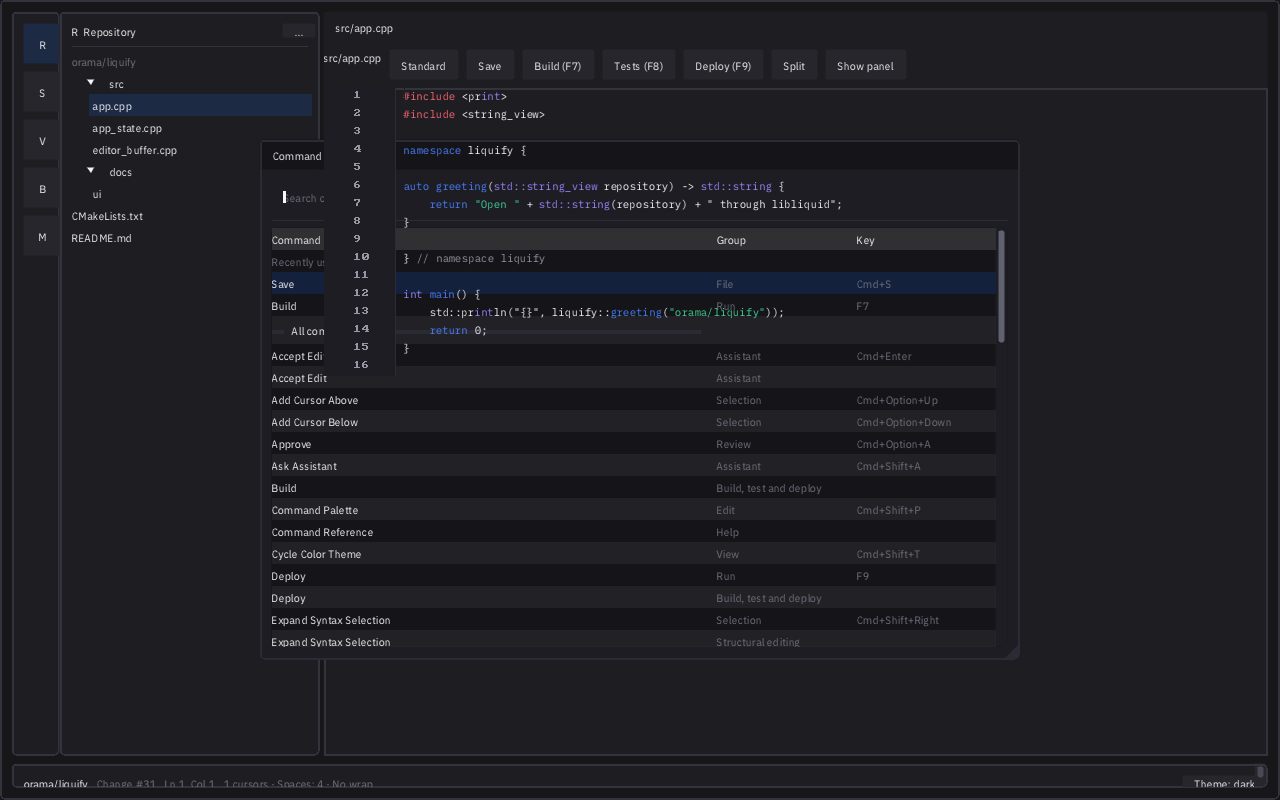 R Repository ...
R
S
V
B
M
orama/liquify
src
app.cpp
app_state.cpp
editor_buffer.cpp
docs
ui
CMakeLists.txt
README.md
src/app.cpp
src/app.cpp Standard Save Build (F7) Tests (F8) Deploy (F9) Split Show panel
1 #include <print>
2 #include <string_view>
3
4 namespace liquify {
5
6 auto greeting(std::string_view repository) -> std::string {
7 return "Open " + std::string(repository) + " through libliquid";
8 }
9
10 } // namespace liquify
11
12 int main() {
13 std::println("{}", liquify::greeting("orama/liquify"));
14 return 0;
15 }
16
Command
Command Group Key
Recently
Save File Cmd+S
Build Run F7
All
Accept Assistant Cmd+Enter
Accept Edit Assistant
Add Cursor Above Selection Cmd+Option+Up
Add Cursor Below Selection Cmd+Option+Down
Approve Review Cmd+Option+A
Ask Assistant Assistant Cmd+Shift+A
Build Build, test and deploy
Command Palette Edit Cmd+Shift+P
Command Reference Help
Cycle Color Theme View Cmd+Shift+T
Deploy Run F9
Deploy Build, test and deploy
Expand Syntax Selection Selection Cmd+Shift+Right
Expand Syntax Selection Structural editing
orama/liquify Change #31 Ln 1, Col 1 1 cursors · Spaces: 4 · No wrap Theme: dark